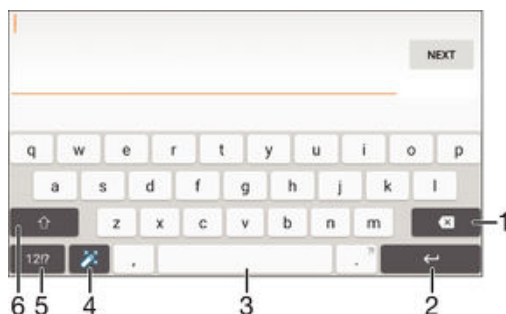 NEXT
q w e r t y u i o p
a s d f g h j k l
z x c v b n m
1
12!? , . ?!
6 5 4 3 2